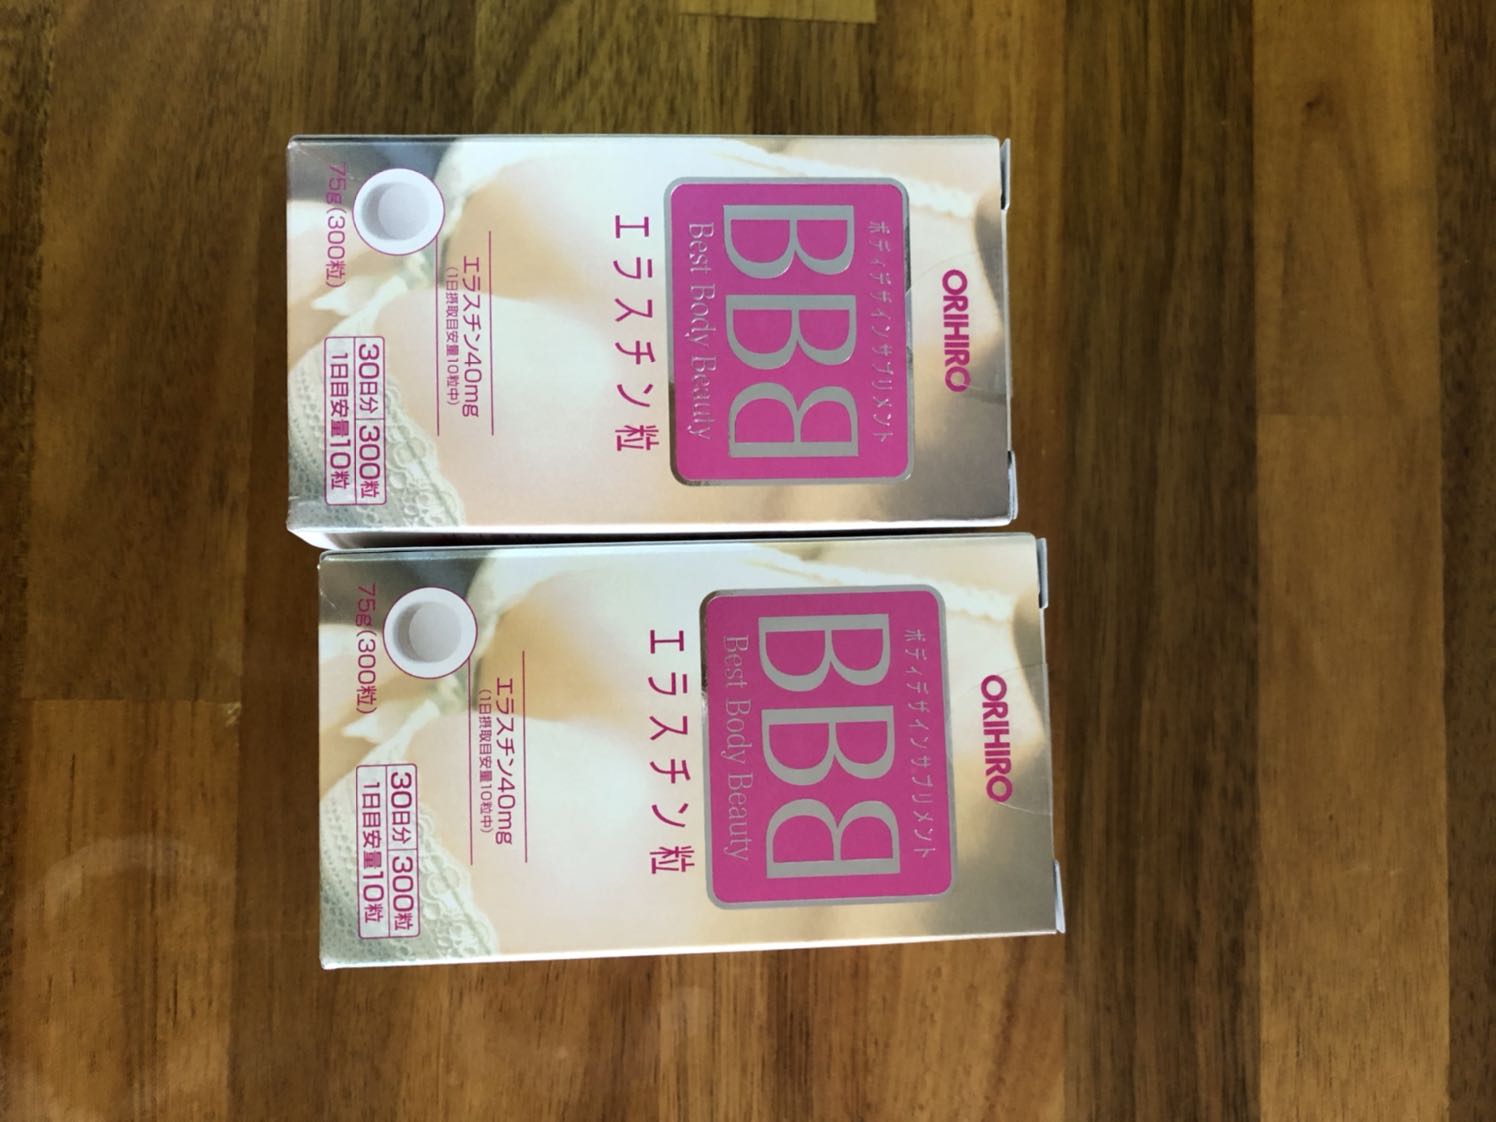 ORIHIRO
ボディデザインサプリメント
BBB
Best Body Beauty
エラスチン粒
エラスチン40mg
(1日摂取目安量10粒中)
75g(300粒)
30日分 300粒
1日目安量10粒
ORIHIRO
ボディデザインサプリメント
BBB
Best Body Beauty
エラスチン粒
エラスチン40mg
(1日摂取目安量10粒中)
75g(300粒)
30日分 300粒
1日目安量10粒